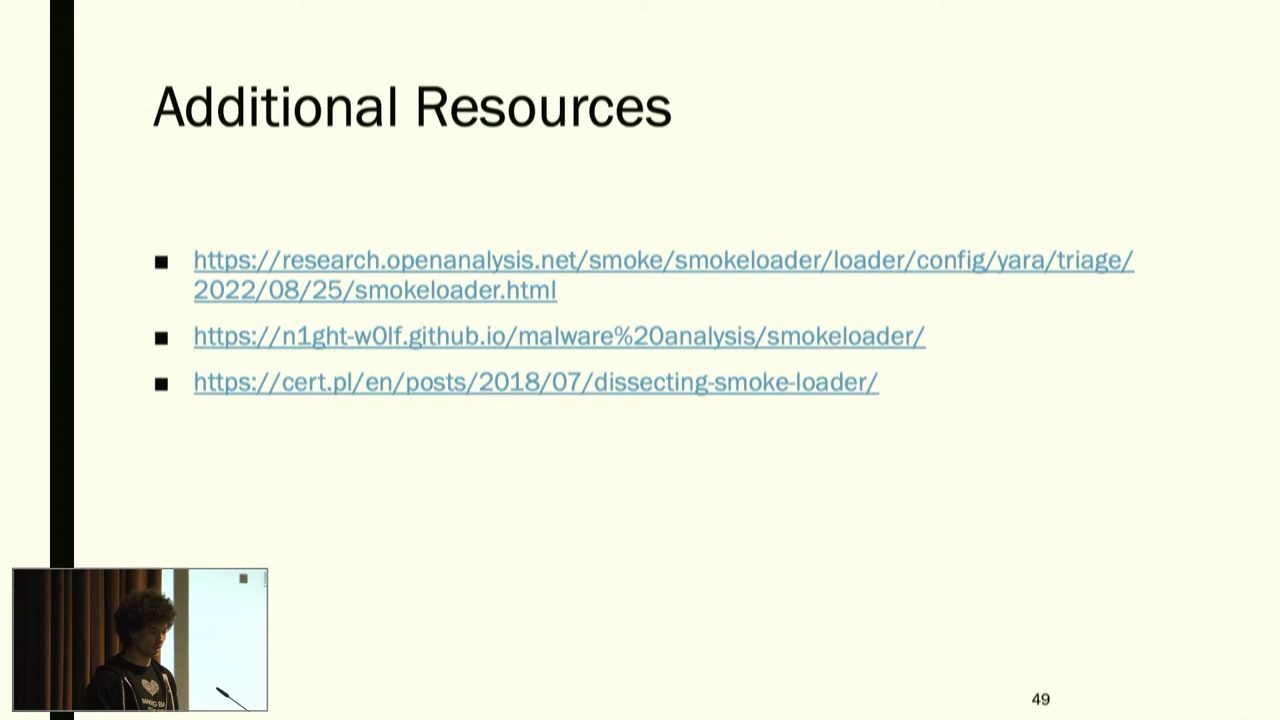 Additional Resources
https://research.openanalysis.net/smoke/smokeloader/loader/config/yara/triage/
2022/08/25/smokeloader.html
https://n1ght-w0lf.github.io/malware%20analysis/smokeloader/
https://cert.pl/en/posts/2018/07/dissecting-smoke-loader/
49